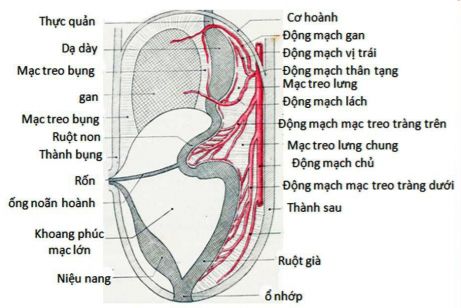 Thực quản
Dạ dày
Mạc treo bụng
gan
Mạc treo bụng
Ruột non
Thành bụng
Rốn
ống noãn hoành
Khoang phúc
mạc lớn
Niệu nang
Cơ hoành
Động mạch gan
Động mạch vị trái
Động mạch thân tạng
Mạc treo lưng
Động mạch lách
Động mạch mạc treo tràng trên
Mạc treo lưng chung
Động mạch chủ
Động mạch mạc treo tràng dưới
Thành sau
Ruột già
ổ nhớp